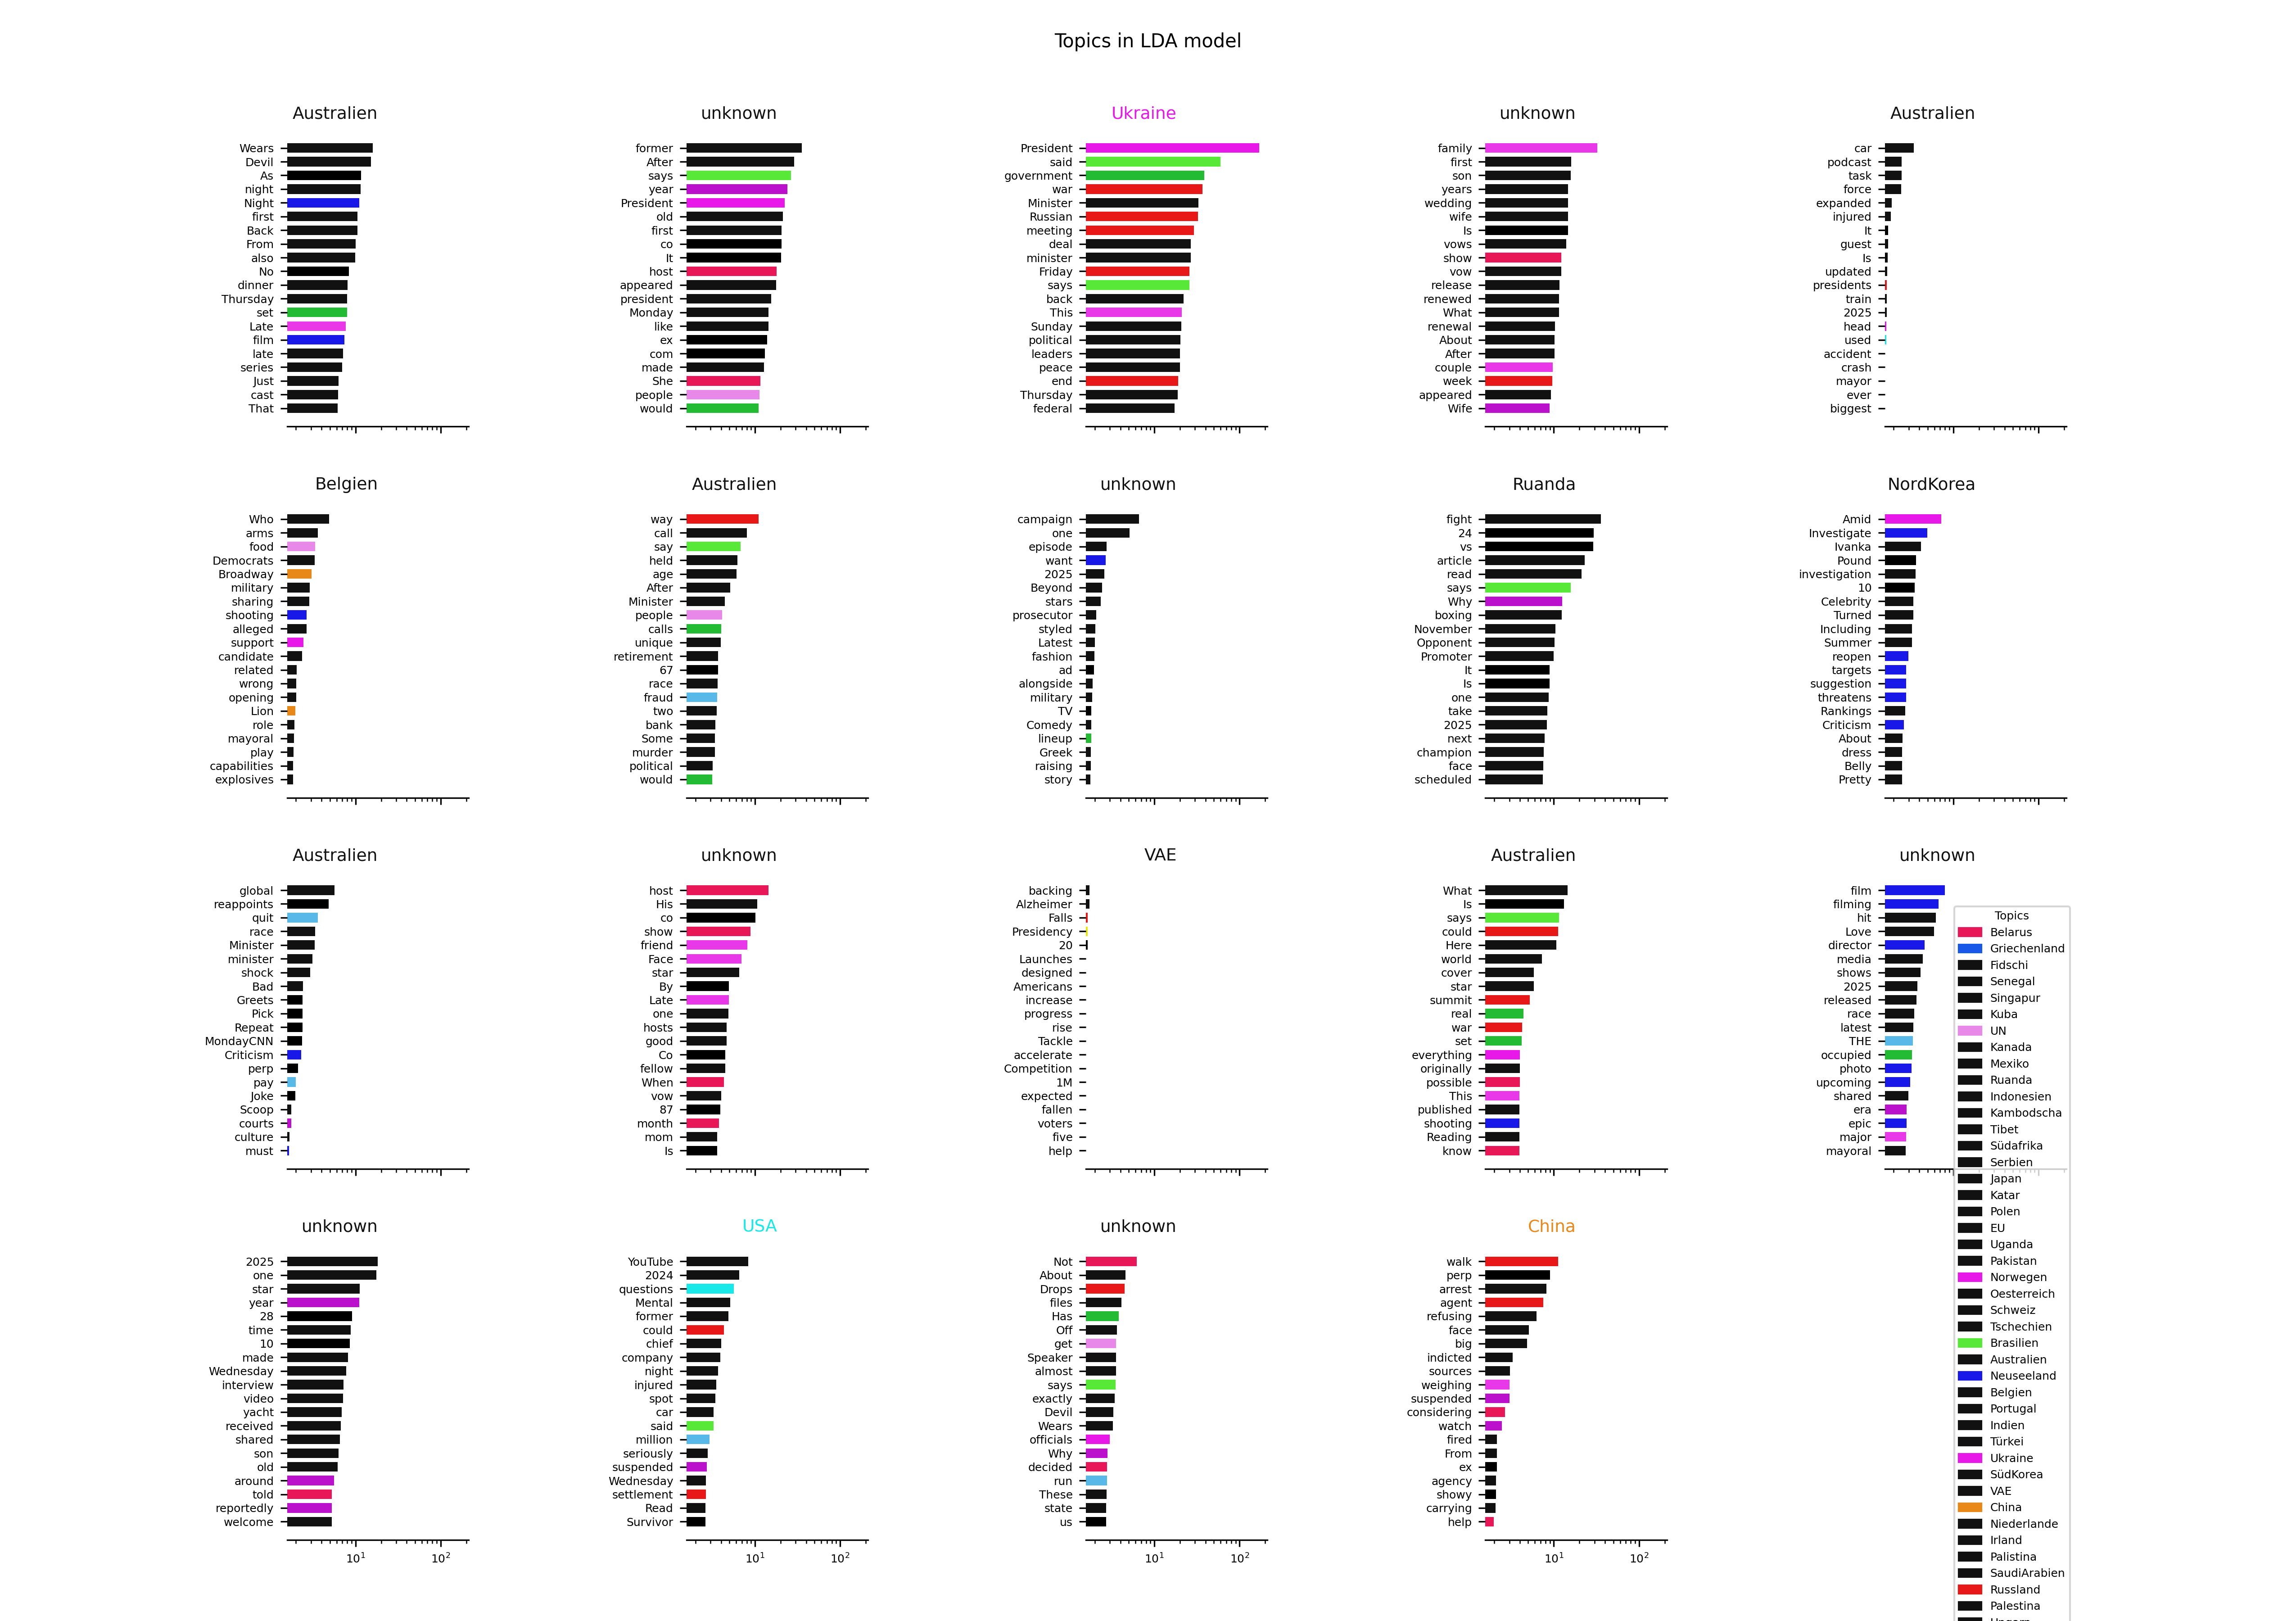 Topics in LDA model
Australien
Wears
Devil
As
night
Night
first
Back
From
also
No
dinner
Thursday
set
Late
film
late
series
Just
cast
That
unknown
former
After
says
year
President
old
first
co
It
host
appeared
president
Monday
like
ex
com
made
She
people
would
Ukraine
President
said
government
war
Minister
Russian
meeting
deal
minister
Friday
says
back
This
Sunday
political
leaders
peace
end
Thursday
federal
unknown
family
first
son
years
wedding
wife
Is
vows
show
vow
release
renewed
What
renewal
About
After
couple
week
appeared
Wife
Australien
car
podcast
task
force
expanded
injured
It
guest
Is
updated
presidents
train
2025
head
used
accident
crash
mayor
ever
biggest
Belgien
Who
arms
food
Democrats
Broadway
military
sharing
shooting
alleged
support
candidate
related
wrong
opening
Lion
role
mayoral
play
capabilities
explosives
Australien
way
call
say
held
age
After
Minister
people
calls
unique
retirement
67
race
fraud
two
bank
Some
murder
political
would
unknown
campaign
one
episode
want
2025
Beyond
stars
prosecutor
styled
Latest
fashion
ad
alongside
military
TV
Comedy
lineup
Greek
raising
story
Ruanda
fight
24
vs
article
read
says
Why
boxing
November
Opponent
Promoter
It
Is
one
take
2025
next
champion
face
scheduled
NordKorea
Amid
Investigate
Ivanka
Pound
investigation
10
Celebrity
Turned
Including
Summer
reopen
targets
suggestion
threatens
Rankings
Criticism
About
dress
Belly
Pretty
Australien
global
reappoints
quit
race
Minister
minister
shock
Bad
Greets
Pick
Repeat
MondayCNN
Criticism
perp
pay
Joke
Scoop
courts
culture
must
unknown
host
His
co
show
friend
Face
star
By
Late
one
hosts
good
Co
fellow
When
vow
87
month
mom
Is
VAE
backing
Alzheimer
Falls
Presidency
20
Launches
designed
Americans
increase
progress
rise
Tackle
accelerate
Competition
1M
expected
fallen
voters
five
help
Australien
What
Is
says
could
Here
world
cover
star
summit
real
war
set
everything
originally
possible
This
published
shooting
Reading
know
unknown
film
filming
hit
Love
director
media
shows
2025
released
race
latest
THE
occupied
photo
upcoming
shared
era
epic
major
mayoral
unknown
2025
one
star
year
28
time
10
made
Wednesday
interview
video
yacht
received
shared
son
old
around
told
reportedly
welcome
10¹
10²
USA
YouTube
2024
questions
Mental
former
could
chief
company
night
injured
spot
car
said
million
seriously
suspended
Wednesday
settlement
Read
Survivor
10¹
10²
unknown
Not
About
Drops
files
Has
Off
get
Speaker
almost
says
exactly
Devil
Wears
officials
Why
decided
run
These
state
us
10¹
10²
China
walk
perp
arrest
agent
refusing
face
big
indicted
sources
weighing
suspended
considering
watch
fired
From
ex
agency
showy
carrying
help
10¹
10²
Topics
Belarus
Griechenland
Fidschi
Senegal
Singapur
Kuba
UN
Kanada
Mexiko
Ruanda
Indonesien
Kambodscha
Tibet
Südafrika
Serbien
Japan
Katar
Polen
EU
Uganda
Pakistan
Norwegen
Oesterreich
Schweiz
Tschechien
Brasilien
Australien
Neuseeland
Belgien
Portugal
Indien
Türkei
Ukraine
SüdKorea
VAE
China
Niederlande
Irland
Palistina
SaudiArabien
Russland
Palestina